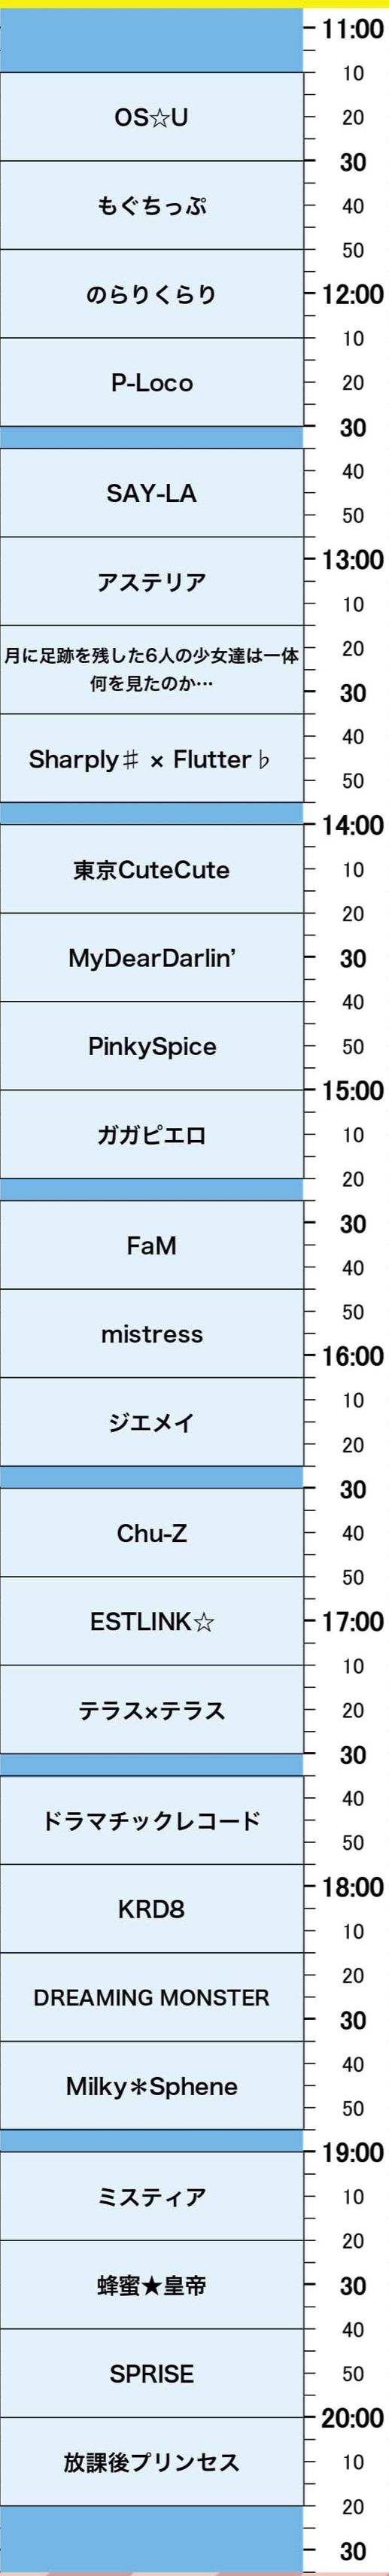 11:00
10
OS☆U
20
30
もぐちっぷ
40
50
のらりくらり
12:00
10
P-Loco
20
30
40
SAY-LA
50
13:00
アステリア
10
月に足跡を残した6人の少女達は一体
何を見たのか…
20
30
Sharply♯ × Flutter♭
40
50
14:00
東京CuteCute
10
20
MyDearDarlin’
30
40
PinkySpice
50
15:00
ガガピエロ
10
20
30
FaM
40
50
mistress
16:00
10
ジエメイ
20
30
Chu-Z
40
50
ESTLINK☆
17:00
10
テラス×テラス
20
30
40
ドラマチックレコード
50
18:00
KRD8
10
20
DREAMING MONSTER
30
40
Milky＊Sphene
50
19:00
ミスティア
10
20
蜂蜜★皇帝
30
40
SPRISE
50
20:00
放課後プリンセス
10
20
30